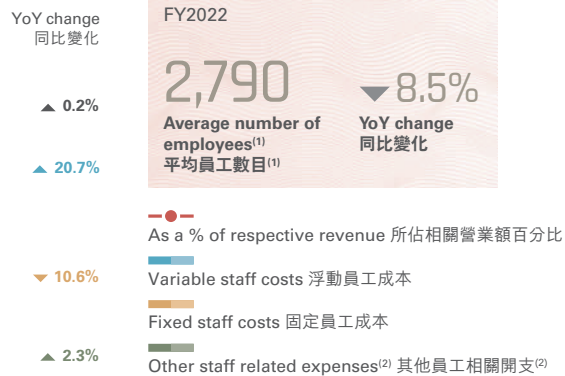 YoY change
同比變化
▲ 0.2%
▲ 20.7%
▼ 10.6%
▲ 2.3%
FY2022
2,790
Average number of
employees(1)
平均員工數目(1)
▼8.5%
YoY change
同比變化
As a % of respective revenue 所佔相關營業額百分比
Variable staff costs 浮動員工成本
Fixed staff costs 固定員工成本
Other staff related expenses(2) 其他員工相關開支(2)